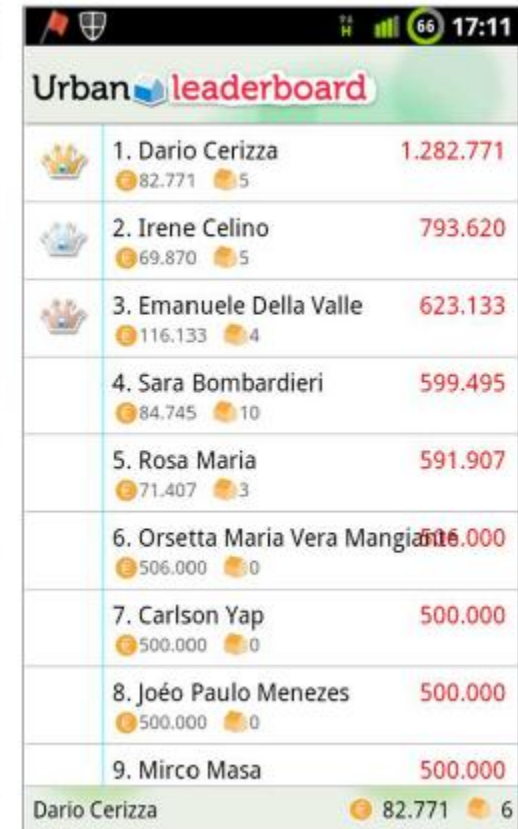 66 17:11
Urban leaderboard
1. Dario Cerizza 1.282.771
82.771 5
2. Irene Celino 793.620
69.870 5
3. Emanuele Della Valle 623.133
116.133 4
4. Sara Bombardieri 599.495
84.745 10
5. Rosa Maria 591.907
71.407 3
6. Orsetta Maria Vera Mangiante 506.000
506.000 0
7. Carlson Yap 500.000
500.000 0
8. Joéo Paulo Menezes 500.000
500.000 0
9. Mirco Masa 500.000
Dario Cerizza 82.771 6